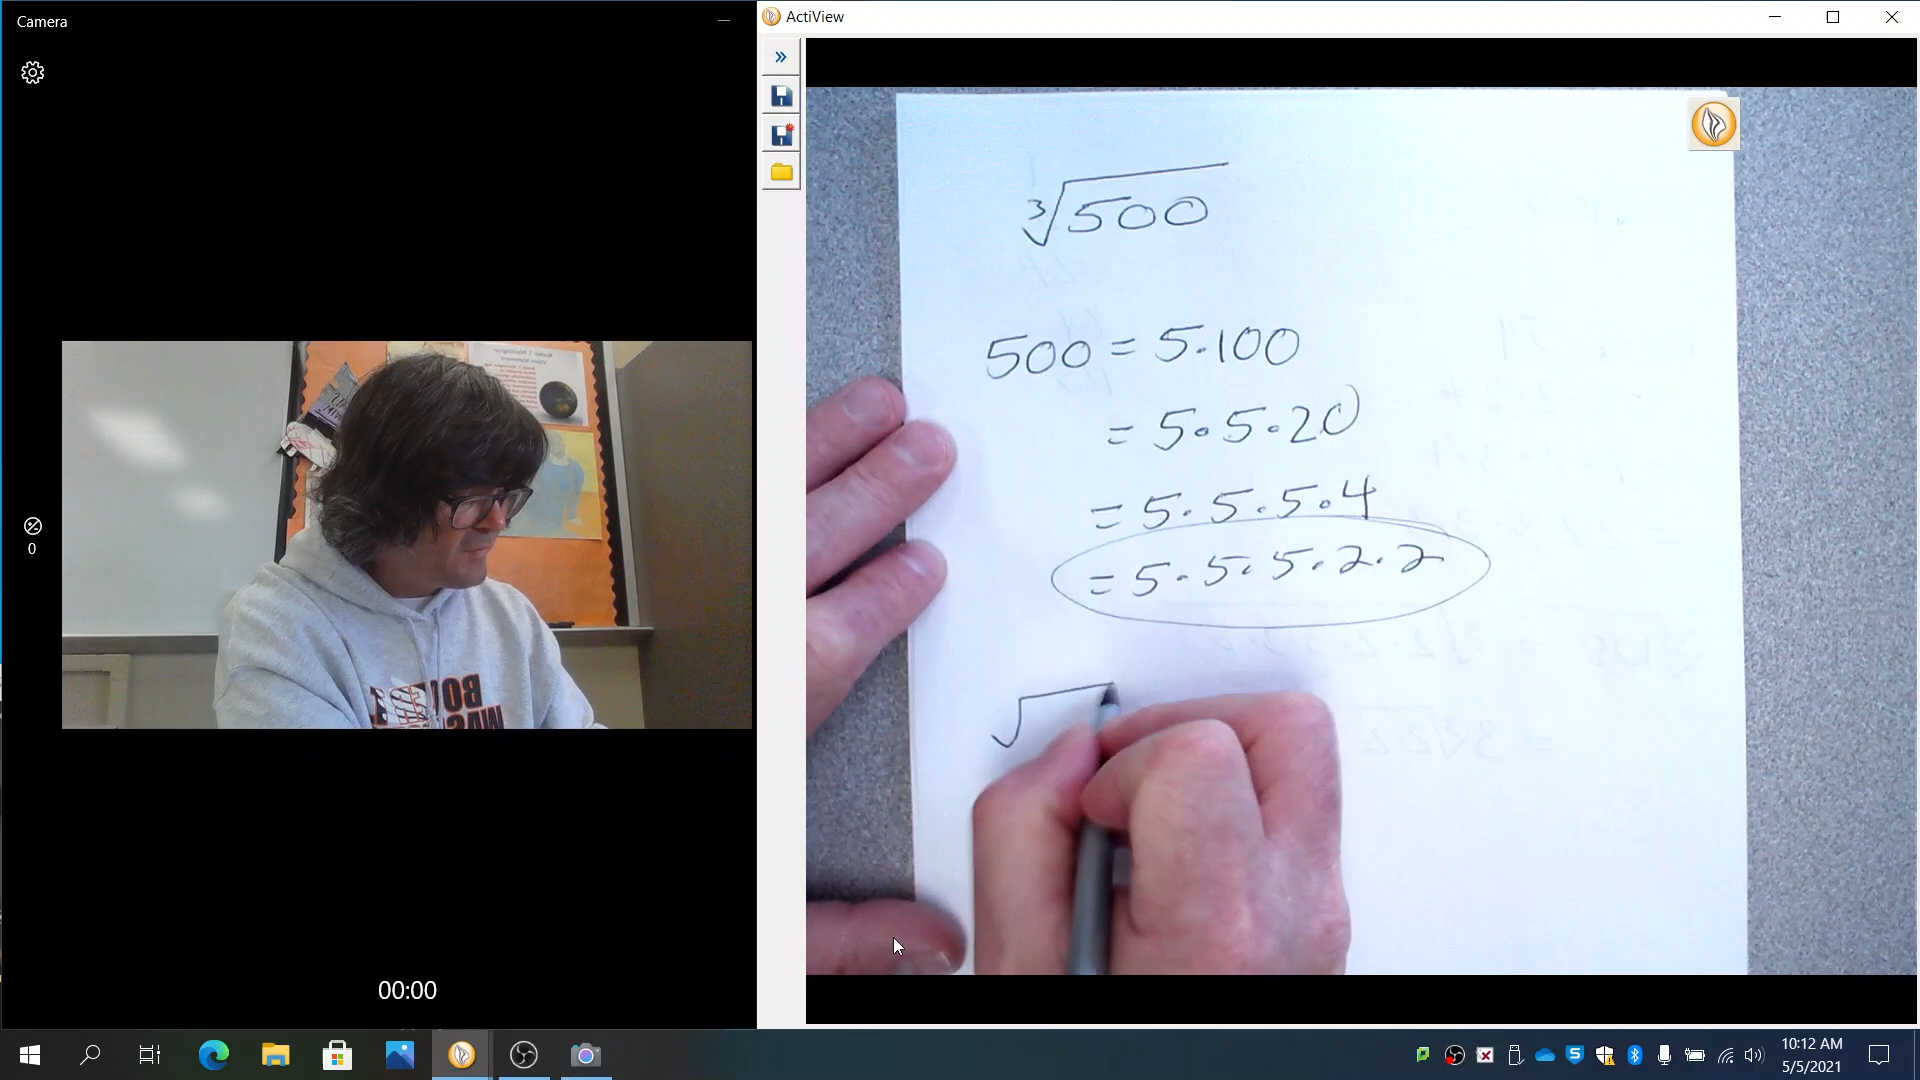 Camera
ActiView
0
00:00
∛500
500 = 5·100
= 5·5·20
= 5·5·5·4
= 5·5·5·2·2
√
10:12 AM
5/5/2021